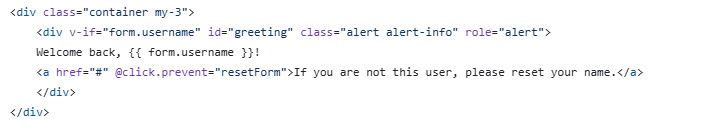 <div class="container my-3">
    <div v-if="form.username" id="greeting" class="alert alert-info" role="alert">
    Welcome back, {{ form.username }}!
    <a href="#" @click.prevent="resetForm">If you are not this user, please reset your name.</a>
    </div>
</div>